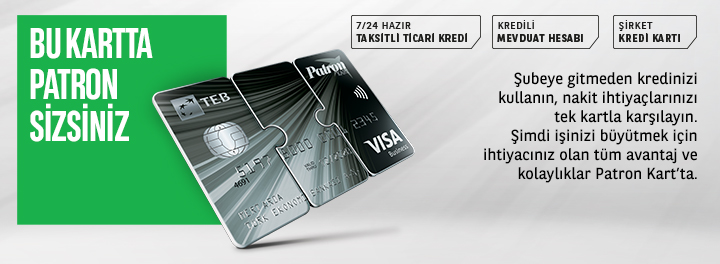 BU KARTTA
PATRON
SİZSİNİZ
7/24 HAZIR
TAKSİTLİ TİCARİ KREDİ
KREDİLİ
MEVDUAT HESABI
ŞİRKET
KREDİ KARTI
TEB
Patron
VISA
Business
4691
Şubeye gitmeden kredinizi
kullanın, nakit ihtiyaçlarınızı
tek kartla karşılayın.
Şimdi işinizi büyütmek için
ihtiyacınız olan tüm avantaj ve
kolaylıklar Patron Kart’ta.